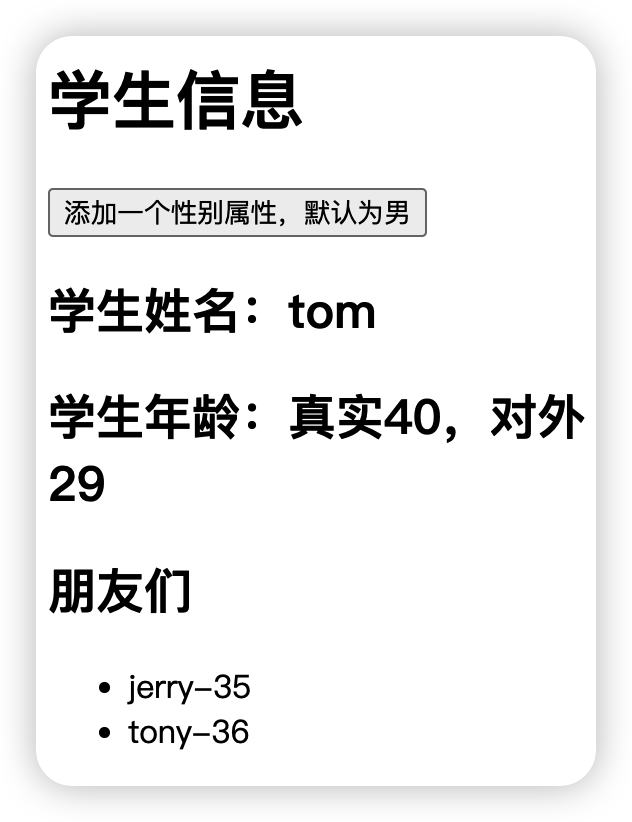 学生信息
添加一个性别属性，默认为男
学生姓名：tom
学生年龄：真实40，对外
29
朋友们
jerry-35
tony-36